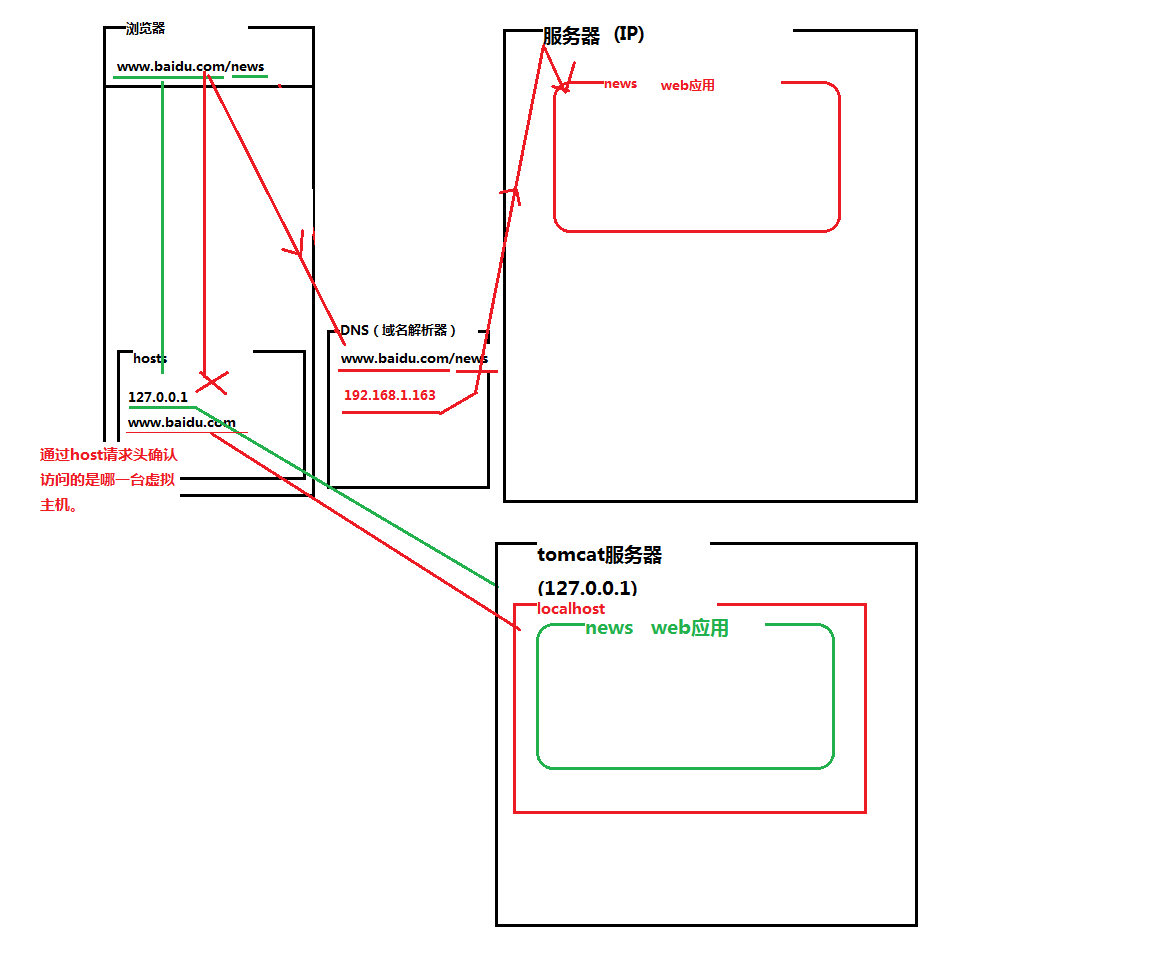 浏览器
www.baidu.com/news
hosts
127.0.0.1
www.baidu.com
通过host请求头确认
访问的是哪一台虚拟
主机。
DNS（域名解析器）
www.baidu.com/news
192.168.1.163
服务器 (IP)
news web应用
tomcat服务器
(127.0.0.1)
localhost
news web应用